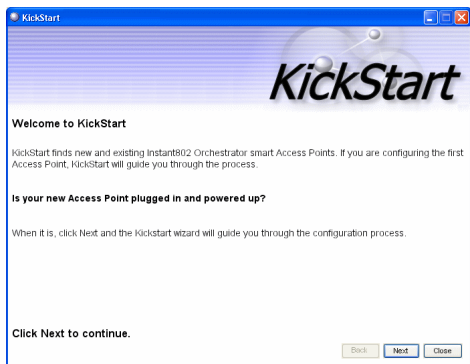 KickStart
KickStart
Welcome to KickStart
KickStart finds new and existing Instant802 Orchestrator smart Access Points. If you are configuring the first
Access Point, KickStart will guide you through the process.
Is your new Access Point plugged in and powered up?
When it is, click Next and the Kickstart wizard will guide you through the configuration process.
Click Next to continue.
Back Next Close